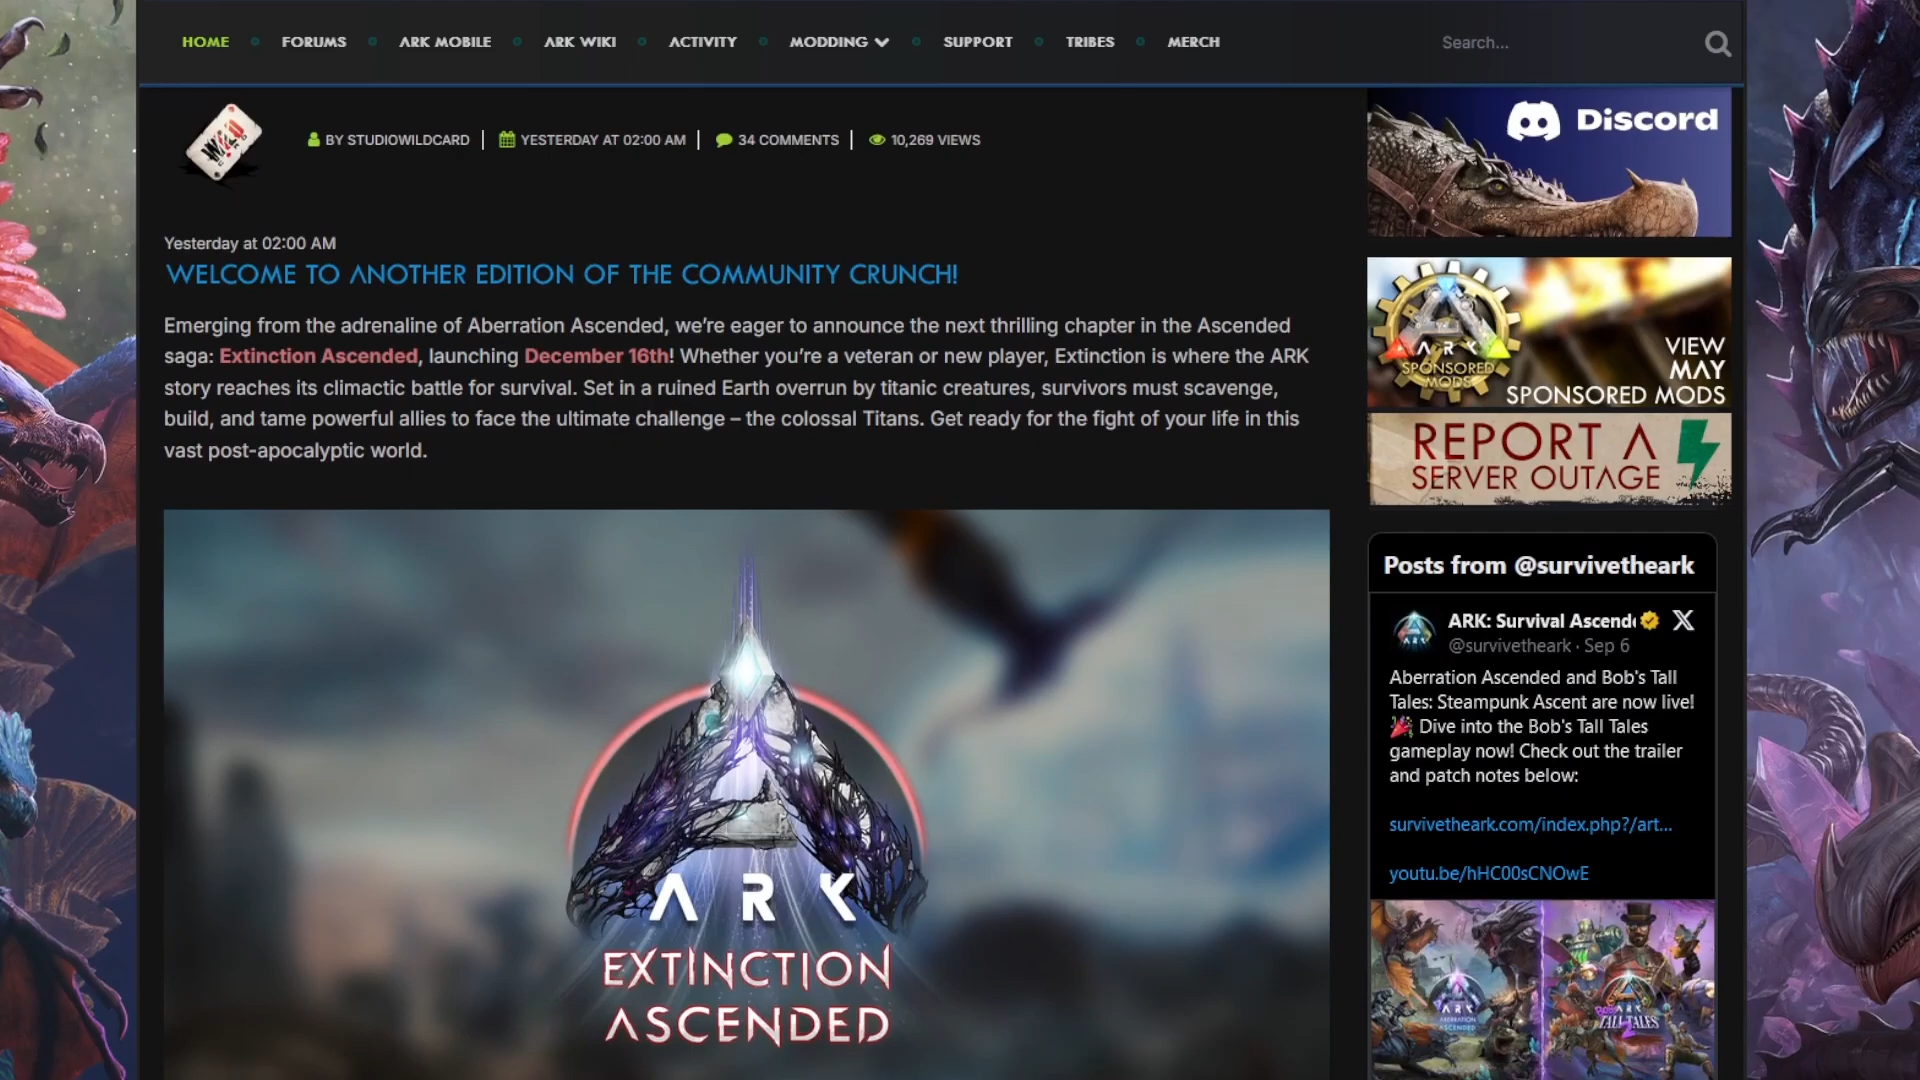 HOME FORUMS ARK MOBILE ARK WIKI ACTIVITY MODDING SUPPORT TRIBES MERCH Search...
WILD
BY STUDIOWILDCARD | YESTERDAY AT 02:00 AM | 34 COMMENTS | 10,269 VIEWS
Yesterday at 02:00 AM
WELCOME TO ANOTHER EDITION OF THE COMMUNITY CRUNCH!
Emerging from the adrenaline of Aberration Ascended, we’re eager to announce the next thrilling chapter in the Ascended
saga: Extinction Ascended, launching December 16th! Whether you’re a veteran or new player, Extinction is where the ARK
story reaches its climactic battle for survival. Set in a ruined Earth overrun by titanic creatures, survivors must scavenge,
build, and tame powerful allies to face the ultimate challenge – the colossal Titans. Get ready for the fight of your life in this
vast post-apocalyptic world.
ARK
EXTINCTION
ASCENDED
Discord
ARK
SPONSORED
MODS
VIEW
MAY
SPONSORED MODS
REPORT A
SERVER OUTAGE
Posts from @survivetheark
ARK: Survival Ascend
@survivetheark · Sep 6
Aberration Ascended and Bob's Tall
Tales: Steampunk Ascent are now live!
🎉 Dive into the Bob's Tall Tales
gameplay now! Check out the trailer
and patch notes below:
survivetheark.com/index.php?/art...
youtu.be/hHC00sCNOwE
ARK
ABERRATION
ASCENDED
BOB'S
ARK
TALL TALES